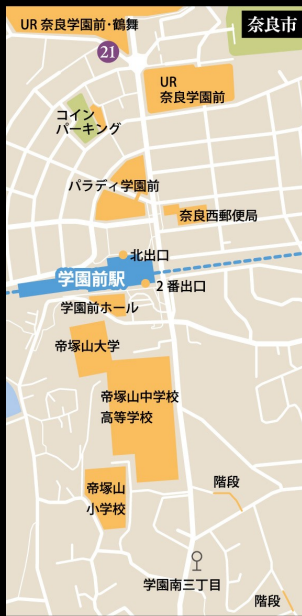 UR 奈良学園前・鶴舞
奈良市
21
UR
奈良学園前
コイン
パーキング
パラディ学園前
奈良西郵便局
北出口
学園前駅
2番出口
学園前ホール
帝塚山大学
帝塚山中学校
高等学校
帝塚山
小学校
階段
学園南三丁目
階段